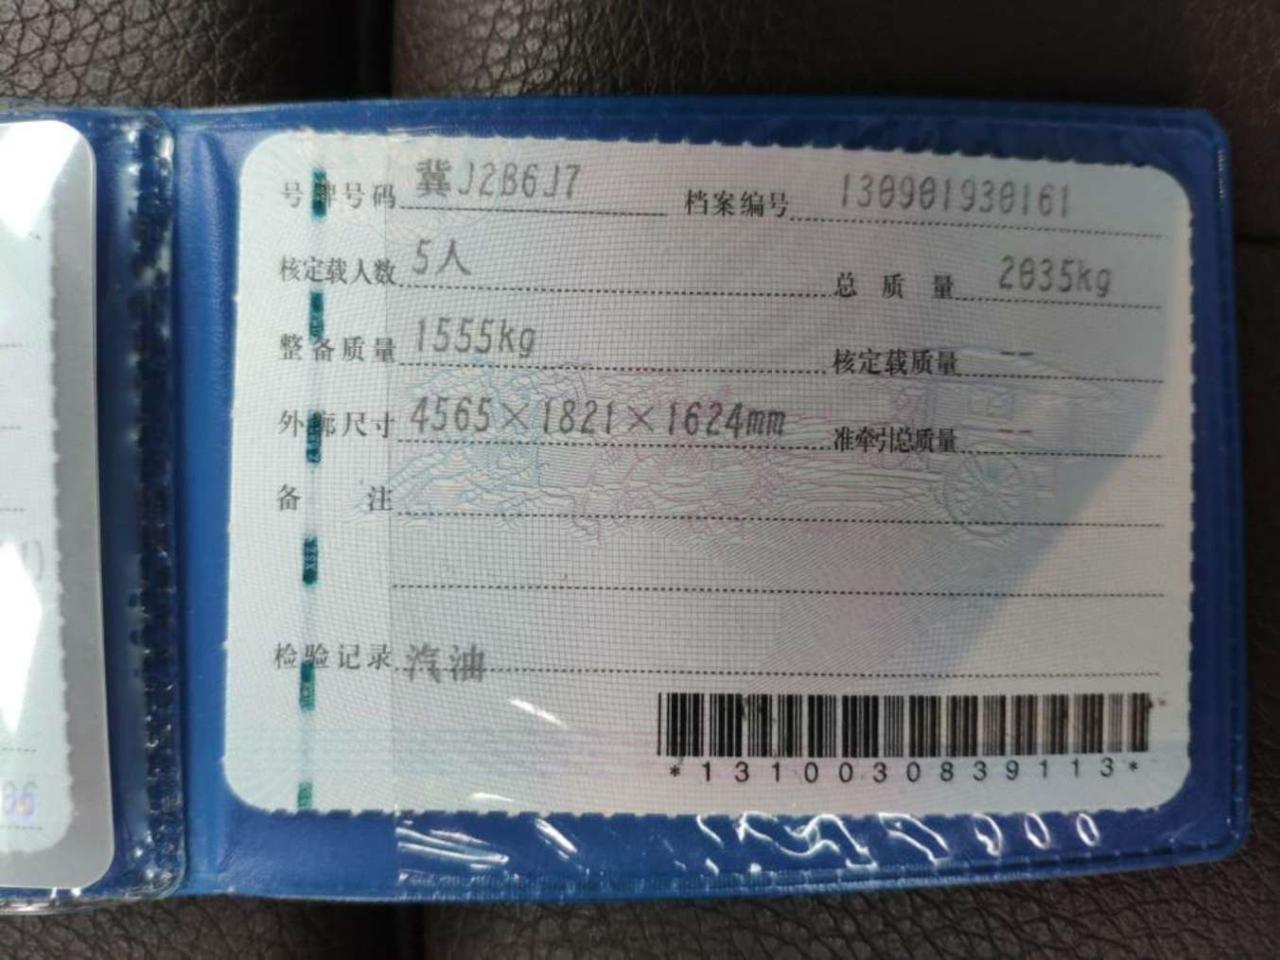 号牌号码 冀J2B6J7 档案编号 130901930161
核定载人数 5人 总质量 2035kg
整备质量 1555kg 核定载质量 --
外廓尺寸 4565×1821×1624mm 准牵引总质量 --
备注
检验记录 汽油
*1310030839113*